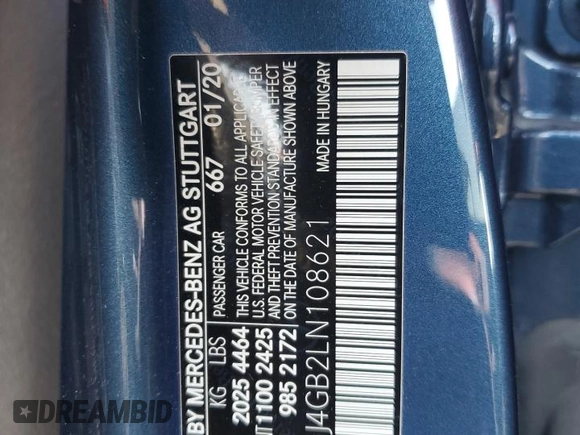 BY MERCEDES-BENZ AG STUTTGART
KG LBS PASSENGER CAR 667 01/20
2025 4464 THIS VEHICLE CONFORMS TO ALL APPLICABLE
U.S. FEDERAL MOTOR VEHICLE SAFETY, BUMPER
1100 2425 AND THEFT PREVENTION STANDARDS IN EFFECT
985 2172 ON THE DATE OF MANUFACTURE SHOWN ABOVE
J4GB2LN108621 MADE IN HUNGARY
DREAMBID